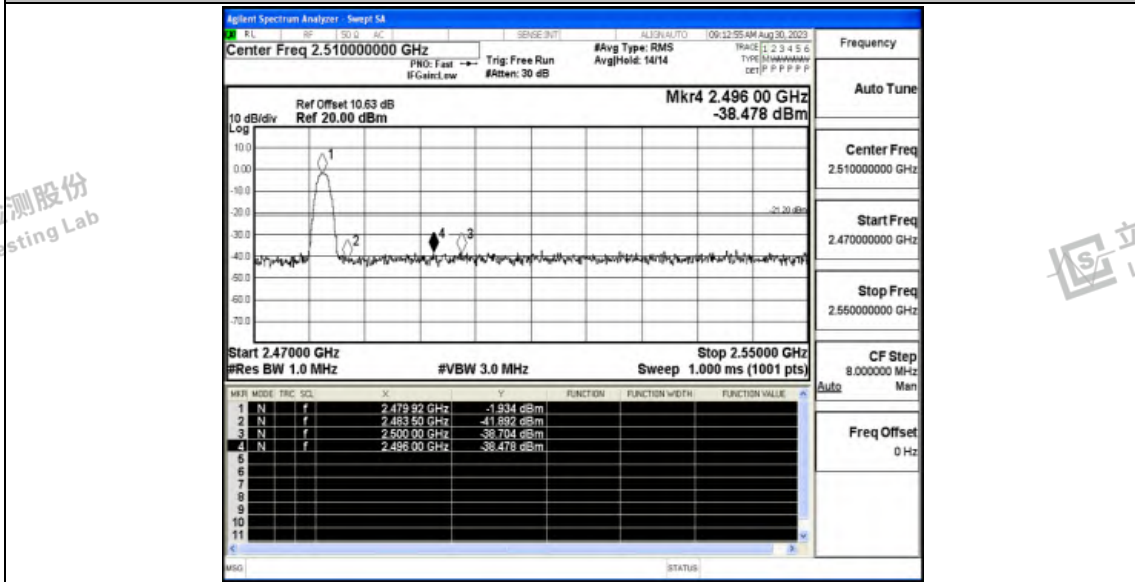 Agilent Spectrum Analyzer - Swept SA
RL RF 50 Ω AC SENSE:INT ALIGNAUTO 09:12:55 AM Aug 30, 2023
Center Freq 2.510000000 GHz
PNO: Fast
IFGain:Low
Trig: Free Run
#Atten: 30 dB
#Avg Type: RMS
Avg|Hold: 14/14
TRACE 1 2 3 4 5 6
TYPE
DET P P P P P P
Ref Offset 10.63 dB
10 dB/div Ref 20.00 dBm
Log
Mkr4 2.496 00 GHz
-38.478 dBm
10.0
0.00
-10.0
-20.0
-30.0
-40.0
-50.0
-60.0
-70.0
1
2
4
3
-21.20 dBm
Start 2.47000 GHz Stop 2.55000 GHz
#Res BW 1.0 MHz #VBW 3.0 MHz Sweep 1.000 ms (1001 pts)
MKR MODE TRC SCL X Y FUNCTION FUNCTION WIDTH FUNCTION VALUE
1 N f 2.479 92 GHz -1.934 dBm
2 N f 2.483 50 GHz -41.892 dBm
3 N f 2.500 00 GHz -38.704 dBm
4 N f 2.496 00 GHz -38.478 dBm
5
6
7
8
9
10
11
MSG STATUS
Frequency
Auto Tune
Center Freq
2.510000000 GHz
Start Freq
2.470000000 GHz
Stop Freq
2.550000000 GHz
CF Step
8.000000 MHz
Auto Man
Freq Offset
0 Hz
测股份
esting Lab
LS